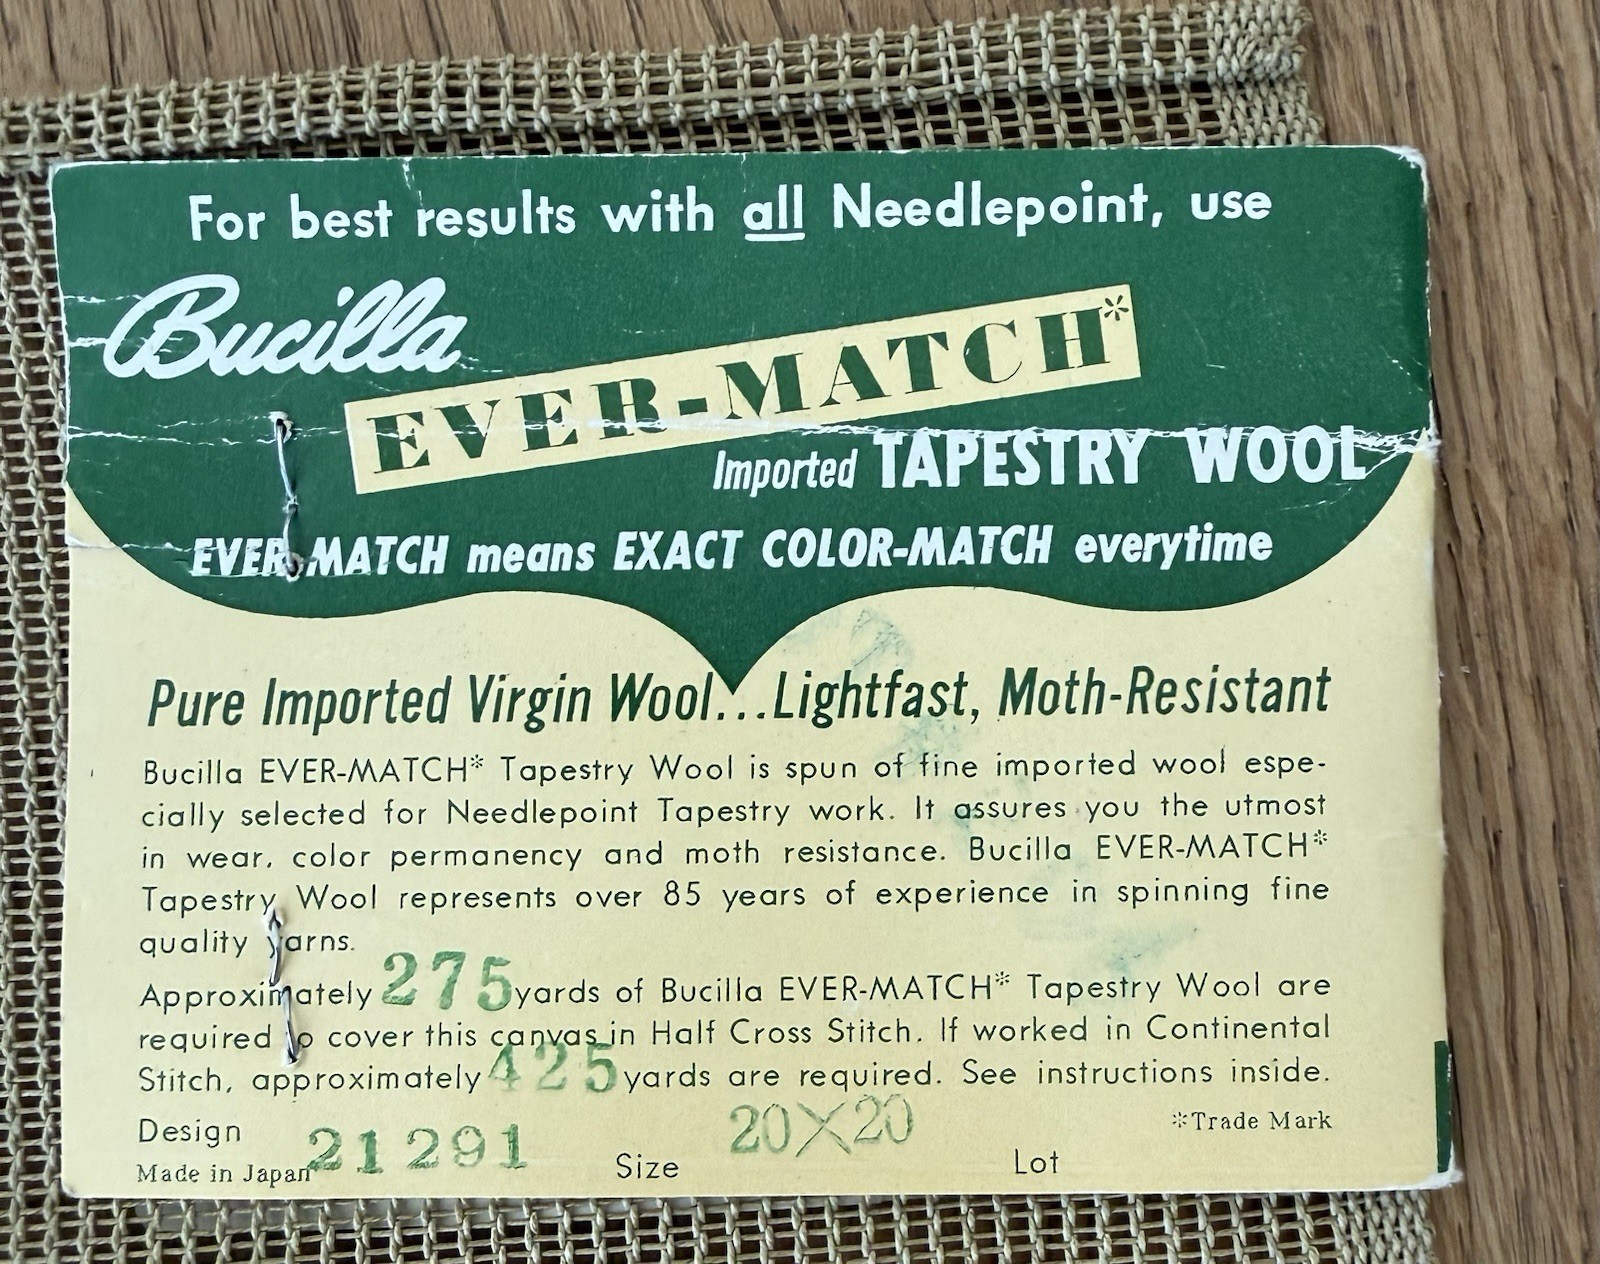 For best results with all Needlepoint, use
Bucilla
EVER-MATCH*
Imported TAPESTRY WOOL
EVER-MATCH means EXACT COLOR-MATCH everytime
Pure Imported Virgin Wool...Lightfast, Moth-Resistant
Bucilla EVER-MATCH* Tapestry Wool is spun of fine imported wool espe-
cially selected for Needlepoint Tapestry work. It assures you the utmost
in wear, color permanency and moth resistance. Bucilla EVER-MATCH*
Tapestry Wool represents over 85 years of experience in spinning fine
quality yarns.
Approximately 275 yards of Bucilla EVER-MATCH* Tapestry Wool are
required to cover this canvas in Half Cross Stitch. If worked in Continental
Stitch, approximately 425 yards are required. See instructions inside.
*Trade Mark
Design 21291 Size 20X20 Lot
Made in Japan